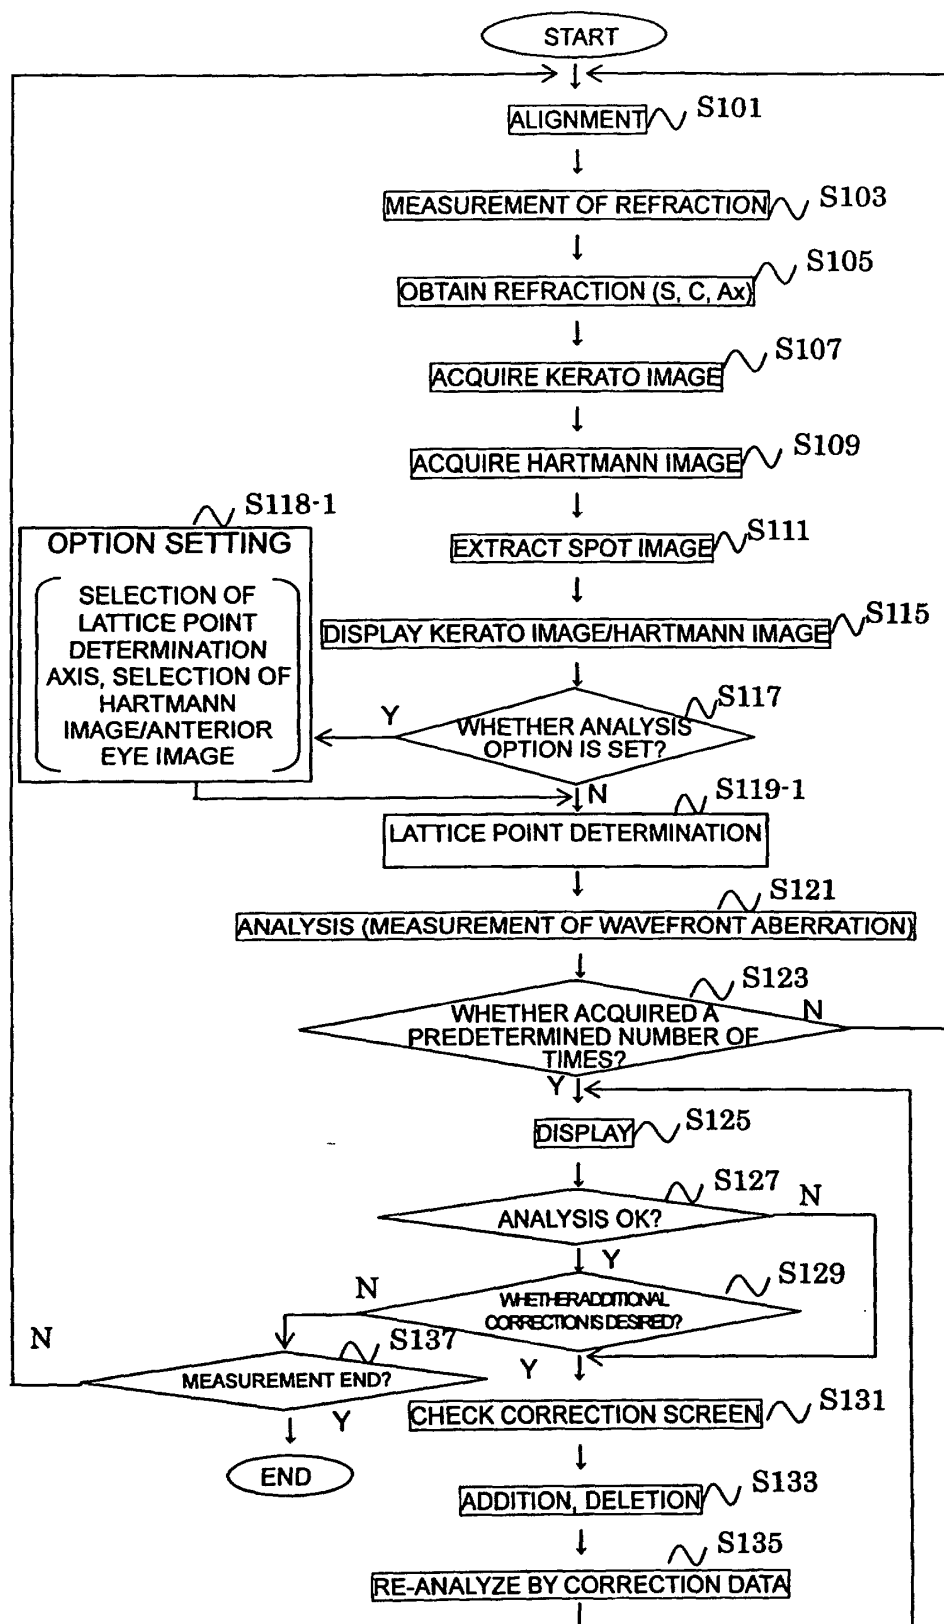 START
ALIGNMENT
S101
MEASUREMENT OF REFRACTION
S103
OBTAIN REFRACTION (S, C, Ax)
S105
ACQUIRE KERATO IMAGE
S107
ACQUIRE HARTMANN IMAGE
S109
EXTRACT SPOT IMAGE
S111
DISPLAY KERATO IMAGE/HARTMANN IMAGE
S115
S118-1
OPTION SETTING
SELECTION OF
LATTICE POINT
DETERMINATION
AXIS, SELECTION OF
HARTMANN
IMAGE/ANTERIOR
EYE IMAGE
Y
WHETHER ANALYSIS
OPTION IS SET?
S117
N
S119-1
LATTICE POINT DETERMINATION
S121
ANALYSIS (MEASUREMENT OF WAVEFRONT ABERRATION)
S123
WHETHER ACQUIRED A
PREDETERMINED NUMBER OF
TIMES?
N
Y
DISPLAY
S125
S127
ANALYSIS OK?
N
Y
S129
WHETHER ADDITIONAL
CORRECTION IS DESIRED?
N
Y
S137
MEASUREMENT END?
N
Y
END
CHECK CORRECTION SCREEN
S131
ADDITION, DELETION
S133
S135
RE-ANALYZE BY CORRECTION DATA